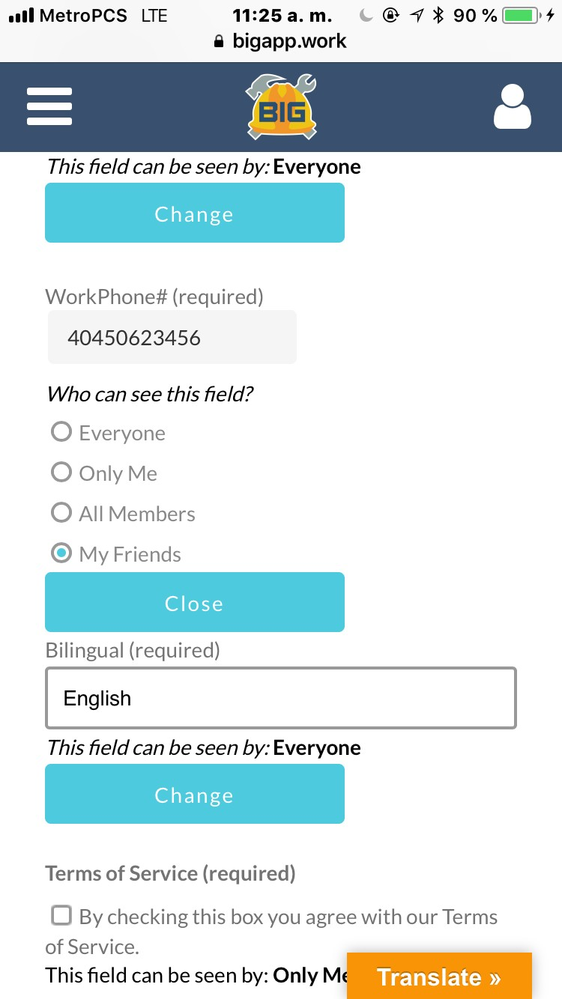 MetroPCS LTE 11:25 a. m. 90 %
bigapp.work
BIG
This field can be seen by: Everyone
Change
WorkPhone# (required)
40450623456
Who can see this field?
Everyone
Only Me
All Members
My Friends
Close
Bilingual (required)
English
This field can be seen by: Everyone
Change
Terms of Service (required)
By checking this box you agree with our Terms
of Service.
This field can be seen by: Only Me
Translate »